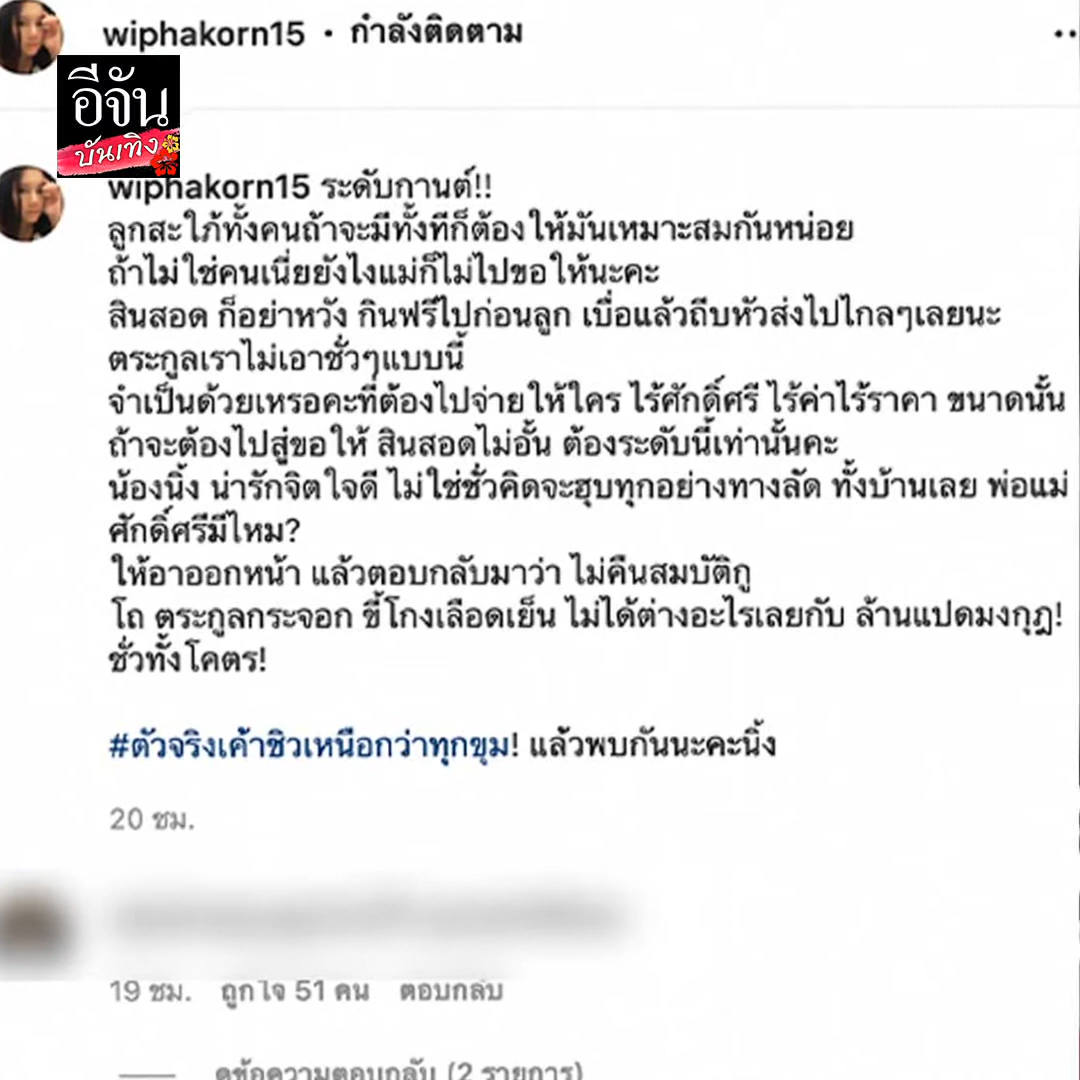 wiphakorn15 • กำลังติดตาม
อีจัน
บันเทิง
wiphakorn15 ระดับกานต์!!
ลูกสะใภ้ทั้งคนถ้าจะมีทั้งทีก็ต้องให้มันเหมาะสมกันหน่อย
ถ้าไม่ใช่คนเนี่ยยังไงแม่ก็ไม่ไปขอให้นะคะ
สินสอด ก็อย่าหวัง กินฟรีไปก่อนลูก เบื่อแล้วถีบหัวส่งไปไกลๆเลยนะ
ตระกูลเราไม่เอาชั่วๆแบบนี้
จำเป็นด้วยเหรอคะที่ต้องไปจ่ายให้ใคร ไร้ศักดิ์ศรี ไร้ค่าไร้ราคา ขนาดนั้น
ถ้าจะต้องไปสู่ขอให้ สินสอดไม่อั้น ต้องระดับนี้เท่านั้นคะ
น้องนิ้ง น่ารักจิตใจดี ไม่ใช่ชั่วคิดจะฮุบทุกอย่างทางลัด ทั้งบ้านเลย พ่อแม่
ศักดิ์ศรีมีไหม?
ให้อาออกหน้า แล้วตอบกลับมาว่า ไม่คืนสมบัติกู
โถ ตระกูลกระจอก ขี้โกงเลือดเย็น ไม่ได้ต่างอะไรเลยกับ ล้านแปดมงกุฎ!
ชั่วทั้งโคตร!
#ตัวจริงเค้าชิวเหนือกว่าทุกขุม! แล้วพบกันนะคะนิ้ง
20 ชม.
19 ชม. ถูกใจ 51 คน ตอบกลับ
ดูข้อความตอบกลับ (2 รายการ)